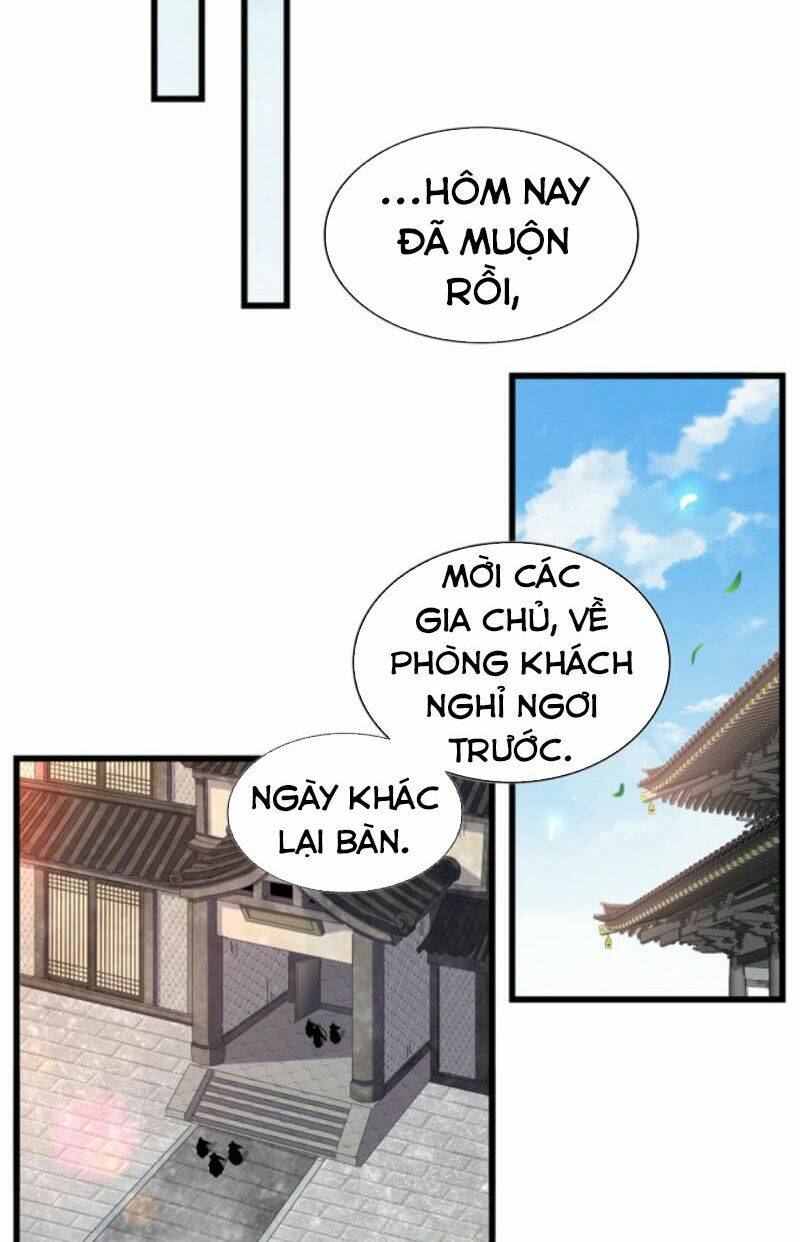 ...HÔM NAY
ĐÃ MUỘN
RỒI,
MỜI CÁC
GIA CHỦ, VỀ
PHÒNG KHÁCH
NGHỈ NGƠI
TRƯỚC.
NGÀY KHÁC
LẠI BÀN.